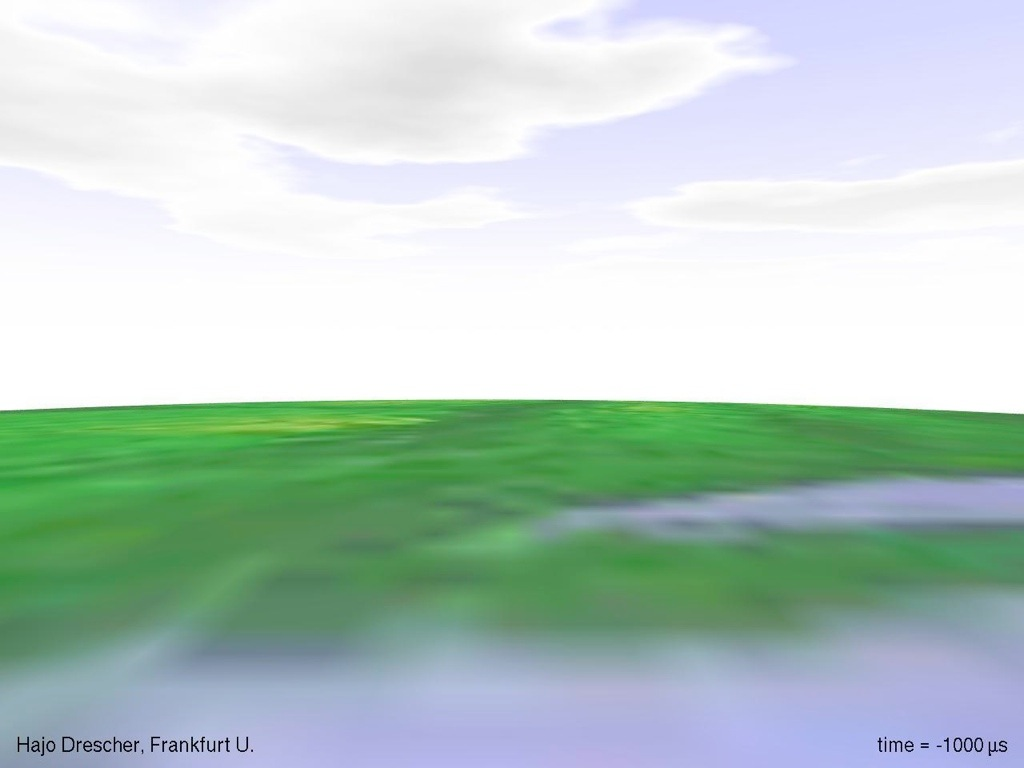 Hajo Drescher, Frankfurt U.
time = -1000 µs